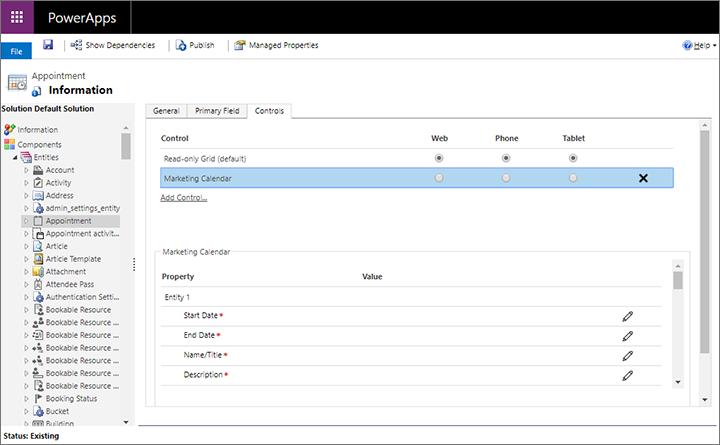 PowerApps
File Show Dependencies Publish Managed Properties Help
Appointment
Information
Solution Default Solution
Information
Components
Entities
Account
Activity
Address
admin_settings_entity
Appointment
Appointment activit...
Article
Article Template
Attachment
Attendee Pass
Authentication Setti...
Bookable Resource
Bookable Resource ...
Bookable Resource ...
Bookable Resource ...
Bookable Resource ...
Bookable Resource ...
Bookable Resource ...
Booking Status
Bucket
Building
General Primary Field Controls
Control Web Phone Tablet
Read-only Grid (default)
Marketing Calendar
Add Control...
Marketing Calendar
Property Value
Entity 1
Start Date *
End Date *
Name/Title *
Description *
Status: Existing